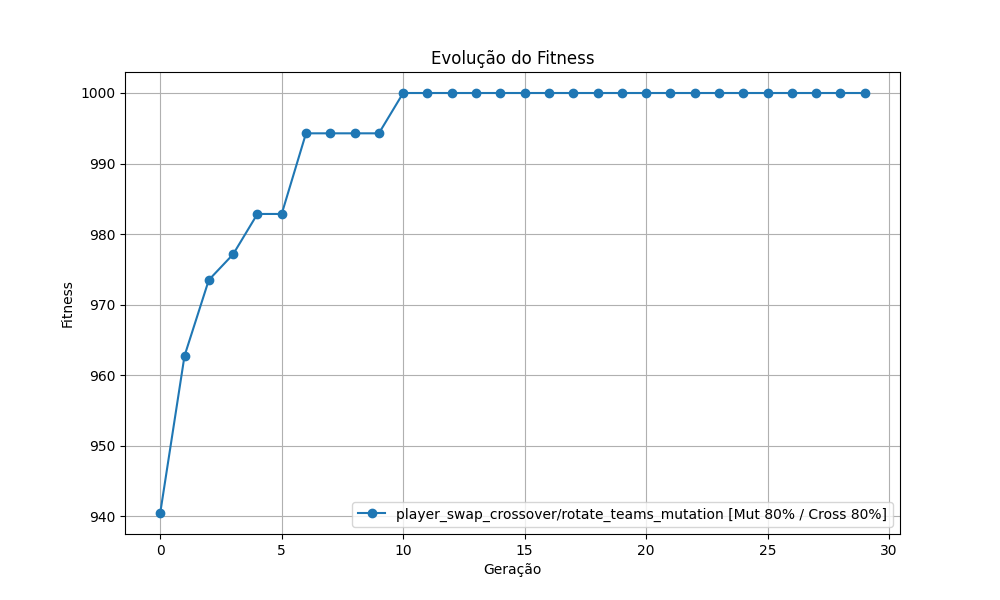 Evolução do Fitness
Fitness
1000
990
980
970
960
950
940
player_swap_crossover/rotate_teams_mutation [Mut 80% / Cross 80%]
0 5 10 15 20 25 30
Geração